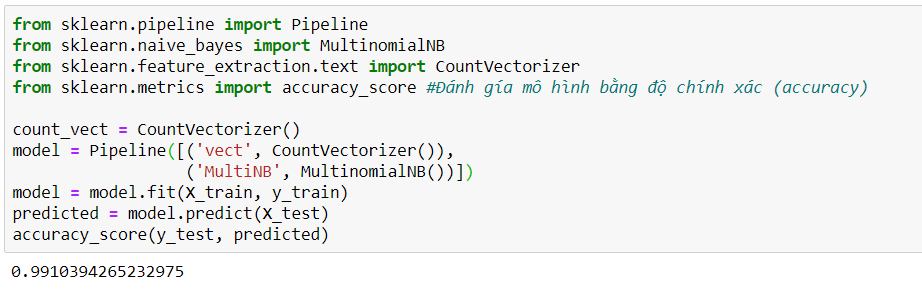 from sklearn.pipeline import Pipeline
from sklearn.naive_bayes import MultinomialNB
from sklearn.feature_extraction.text import CountVectorizer
from sklearn.metrics import accuracy_score #Đánh gía mô hình bằng độ chính xác (accuracy)
count_vect = CountVectorizer()
model = Pipeline([('vect', CountVectorizer()),
('MultiNB', MultinomialNB())])
model = model.fit(X_train, y_train)
predicted = model.predict(X_test)
accuracy_score(y_test, predicted)
0.9910394265232975